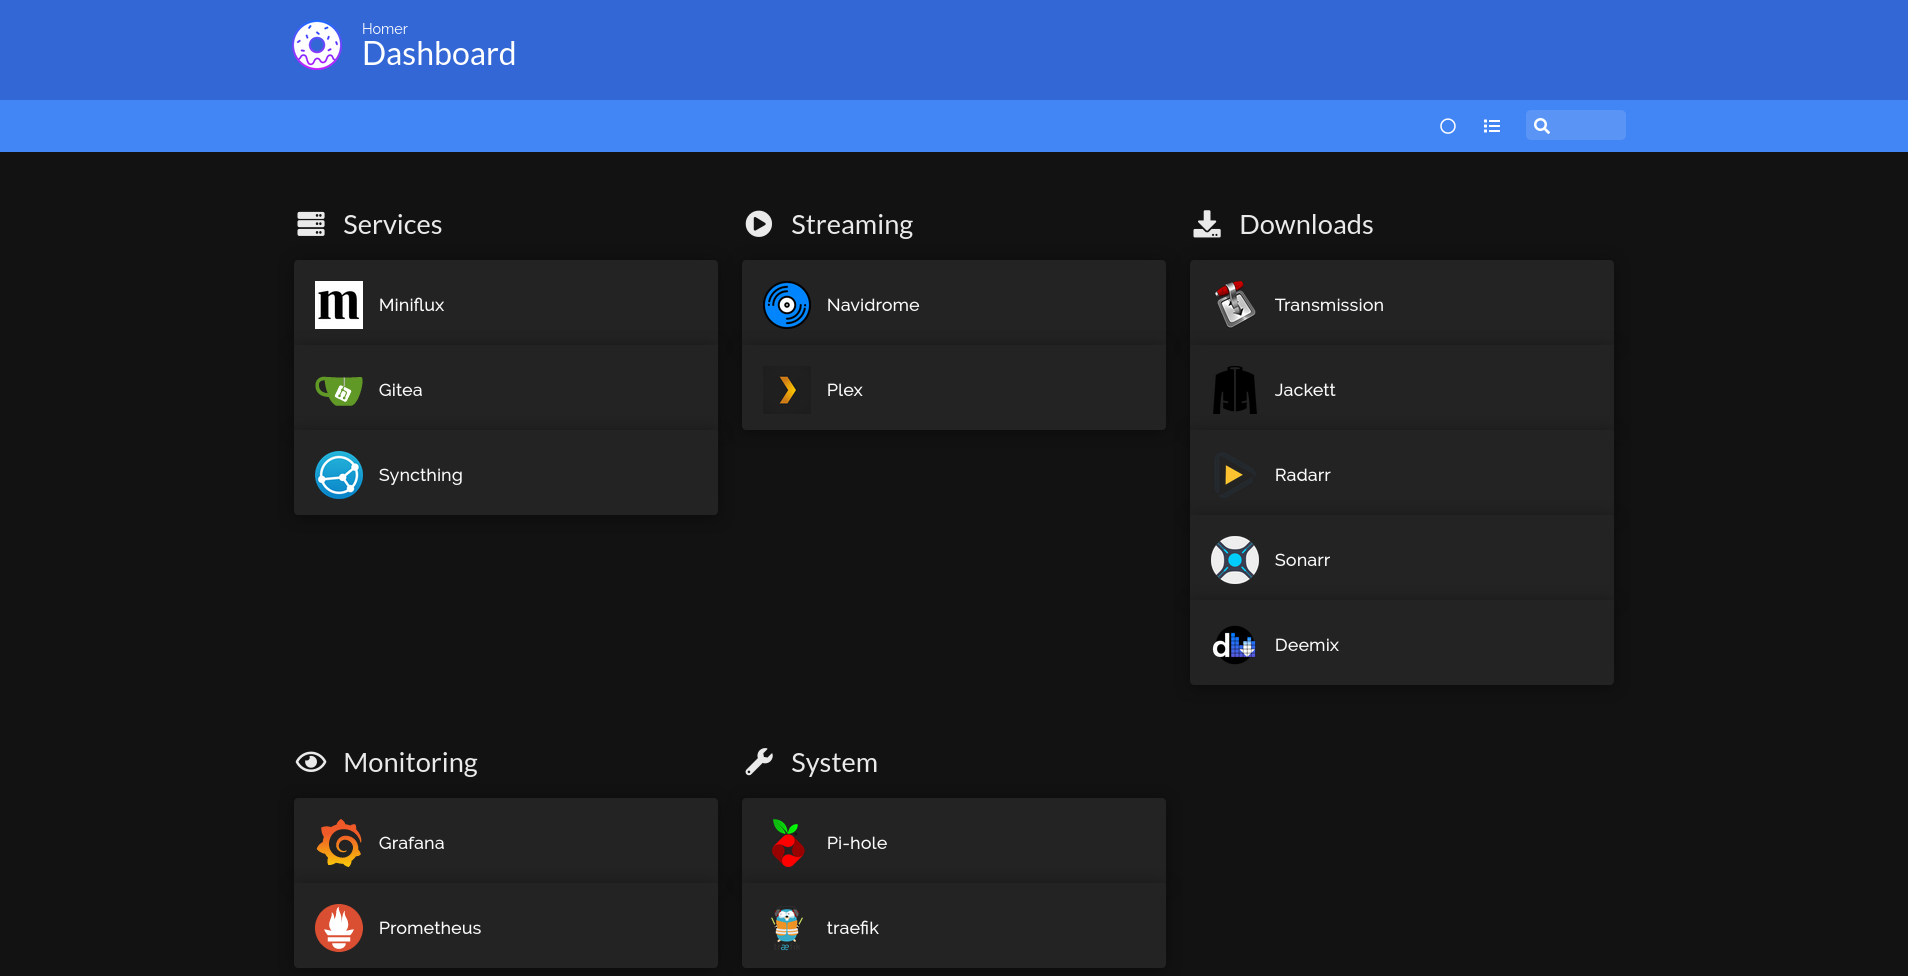 Homer
Dashboard
Services
Miniflux
Gitea
Syncthing
Streaming
Navidrome
Plex
Downloads
Transmission
Jackett
Radarr
Sonarr
Deemix
Monitoring
Grafana
Prometheus
System
Pi-hole
traefik